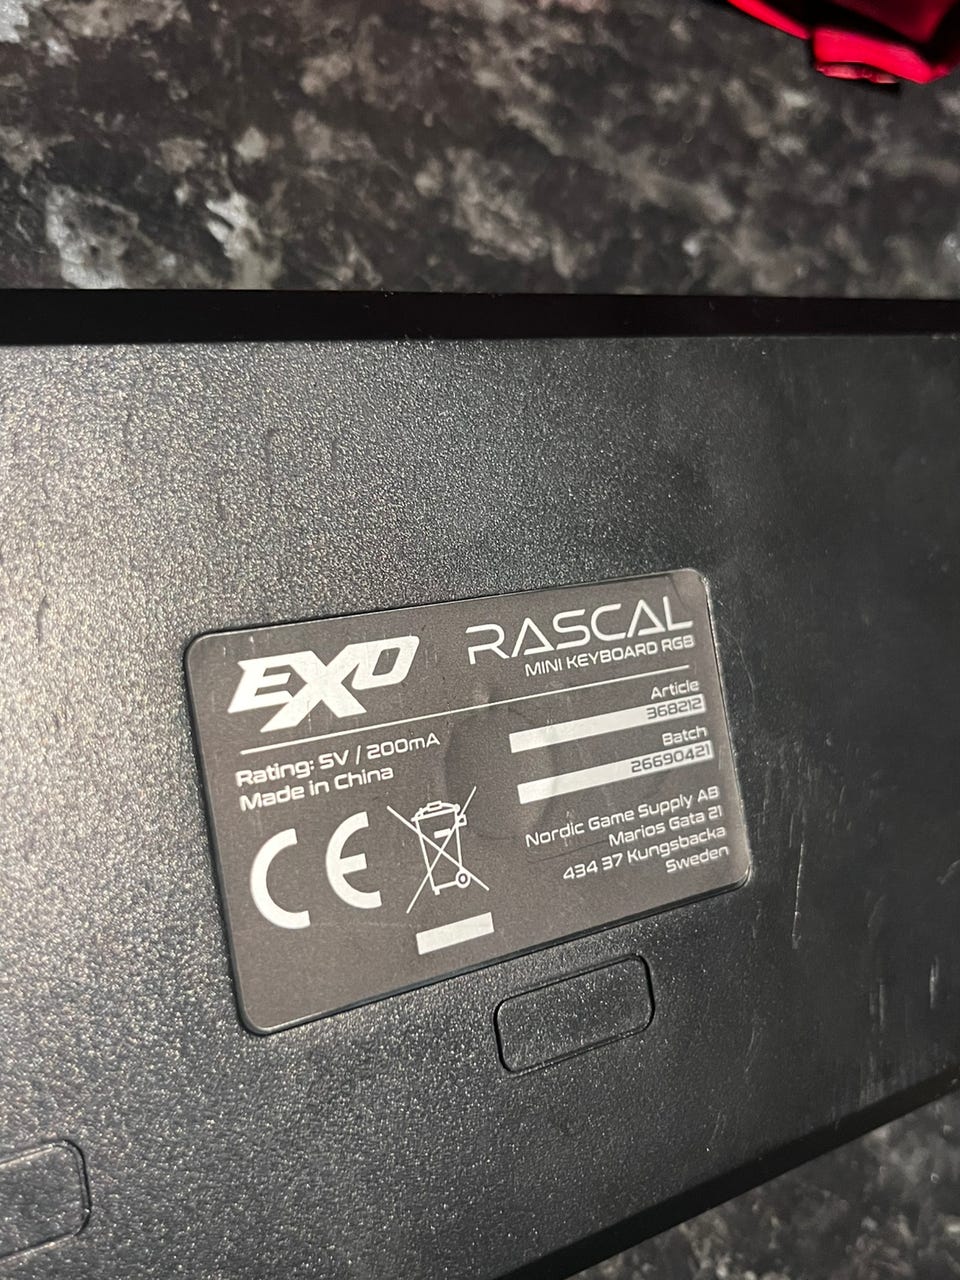 EXO
RASCAL
MINI KEYBOARD RGB
Rating: 5V / 200mA
Made in China
CE
Article
368212
Batch
26690421
Nordic Game Supply AB
Marios Gata 21
434 37 Kungsbacka
Sweden